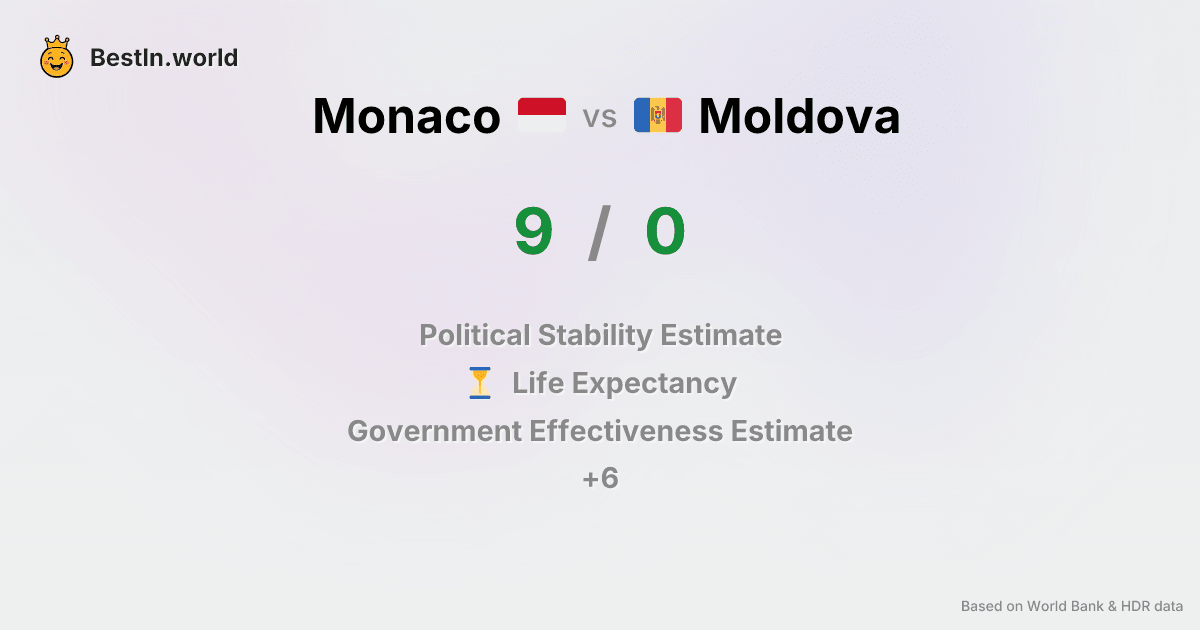 BestIn.world
Monaco vs Moldova
9 / 0
Political Stability Estimate
Life Expectancy
Government Effectiveness Estimate
+6
Based on World Bank & HDR data